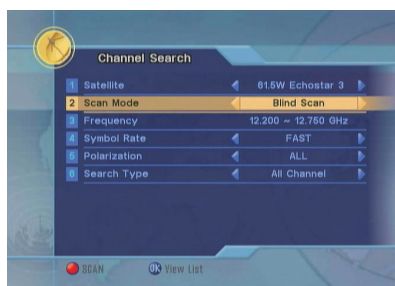 Channel Search
1 Satellite 61.5W Echostar 3
2 Scan Mode Blind Scan
3 Frequency 12.200 ~ 12.750 GHz
4 Symbol Rate FAST
5 Polarization ALL
6 Search Type All Channel
SCAN OK View List